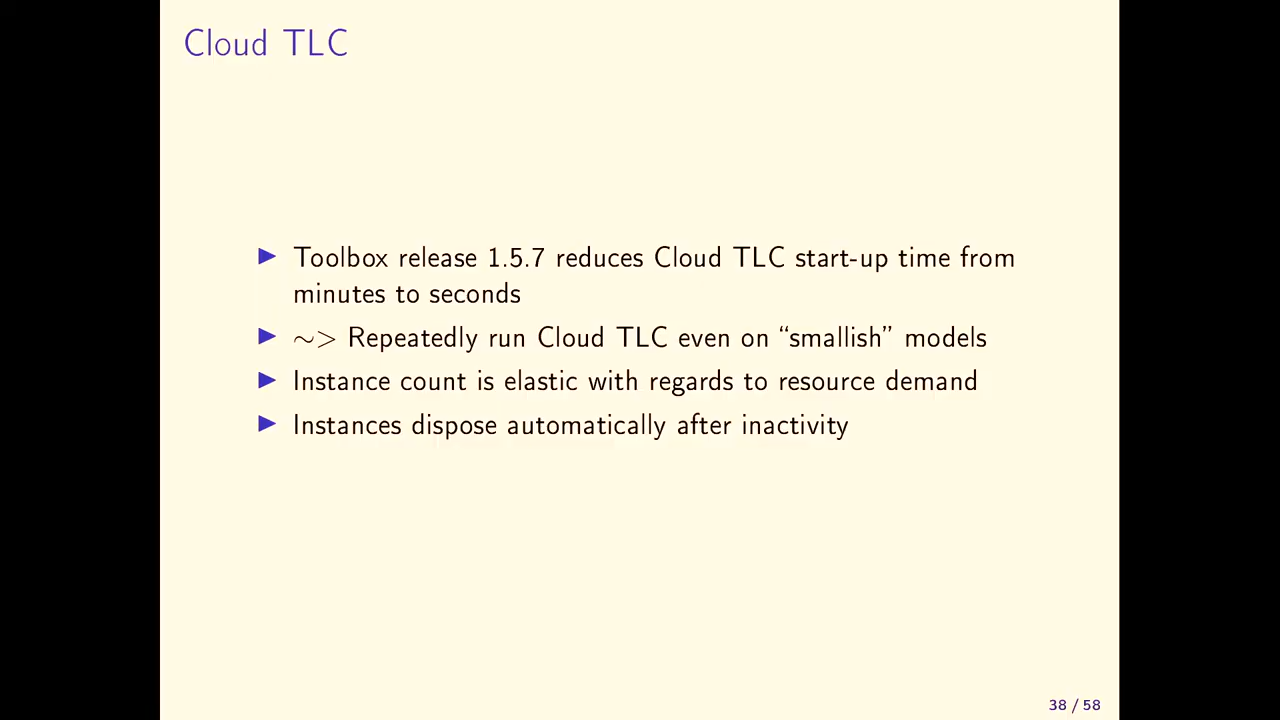 Cloud TLC
▶ Toolbox release 1.5.7 reduces Cloud TLC start-up time from
minutes to seconds
▶ ~> Repeatedly run Cloud TLC even on “smallish” models
▶ Instance count is elastic with regards to resource demand
▶ Instances dispose automatically after inactivity
38 / 58